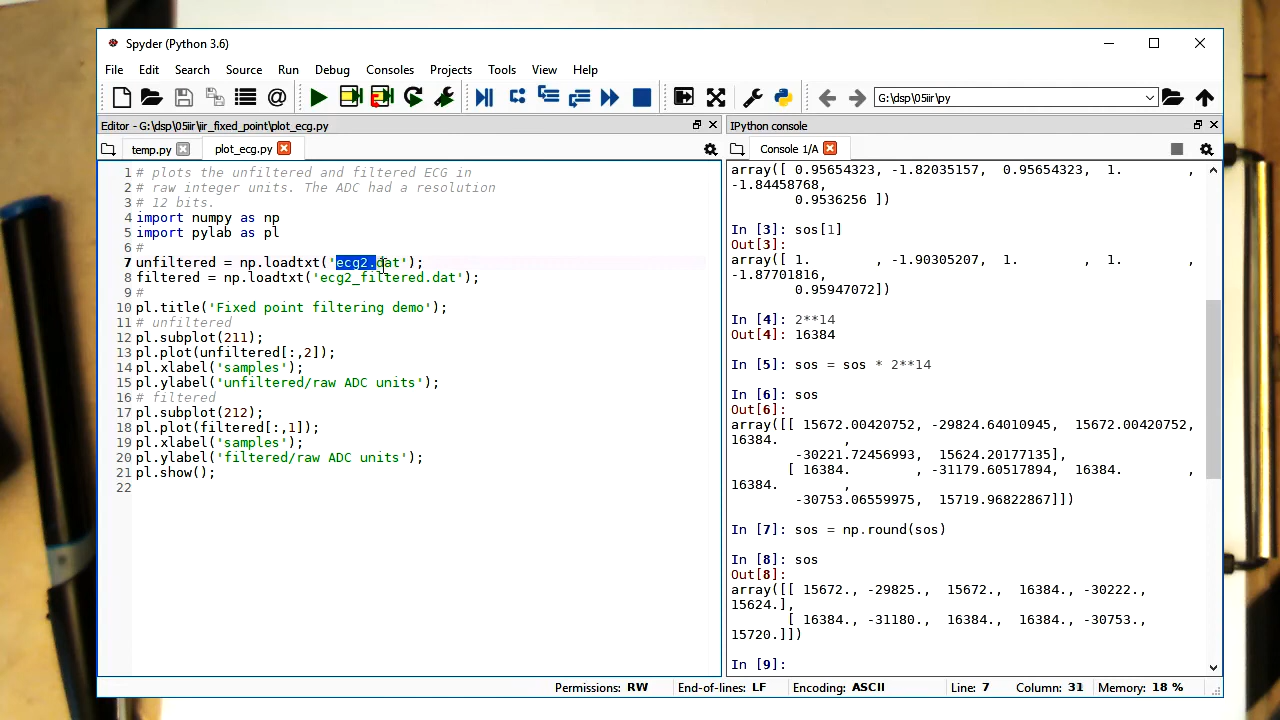 Spyder (Python 3.6)
File Edit Search Source Run Debug Consoles Projects Tools View Help
G:\dsp\05iir\py
Editor - G:\dsp\05iir\iir_fixed_point\plot_ecg.py
temp.py plot_ecg.py
1 # plots the unfiltered and filtered ECG in
2 # raw integer units. The ADC had a resolution
3 # 12 bits.
4 import numpy as np
5 import pylab as pl
6 #
7 unfiltered = np.loadtxt('ecg2.dat');
8 filtered = np.loadtxt('ecg2_filtered.dat');
9 #
10 pl.title('Fixed point filtering demo');
11 # unfiltered
12 pl.subplot(211);
13 pl.plot(unfiltered[:,2]);
14 pl.xlabel('samples');
15 pl.ylabel('unfiltered/raw ADC units');
16 # filtered
17 pl.subplot(212);
18 pl.plot(filtered[:,1]);
19 pl.xlabel('samples');
20 pl.ylabel('filtered/raw ADC units');
21 pl.show();
22
IPython console
Console 1/A
array([ 0.95654323, -1.82035157, 0.95654323, 1. ,
-1.84458768,
0.9536256 ])
In [3]: sos[1]
Out[3]:
array([ 1. , -1.90305207, 1. , 1. ,
-1.87701816,
0.95947072])
In [4]: 2**14
Out[4]: 16384
In [5]: sos = sos * 2**14
In [6]: sos
Out[6]:
array([[ 15672.00420752, -29824.64010945, 15672.00420752,
16384. ,
-30221.72456993, 15624.20177135],
[ 16384. , -31179.60517894, 16384. ,
16384. ,
-30753.06559975, 15719.96822867]])
In [7]: sos = np.round(sos)
In [8]: sos
Out[8]:
array([[ 15672., -29825., 15672., 16384., -30222.,
15624.],
[ 16384., -31180., 16384., 16384., -30753.,
15720.]])
In [9]:
Permissions: RW End-of-lines: LF Encoding: ASCII Line: 7 Column: 31 Memory: 18 %